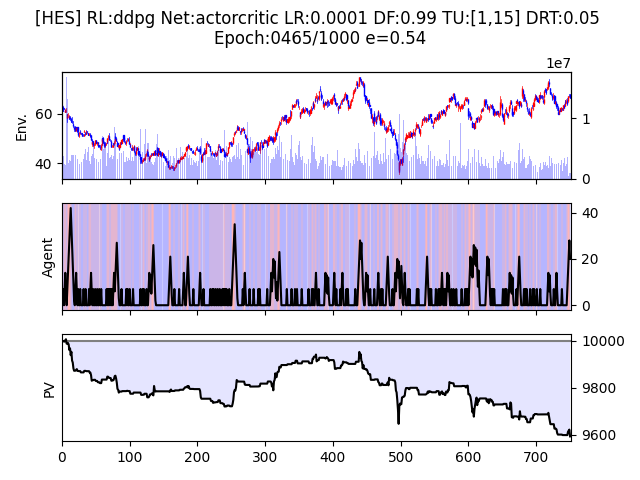 [HES] RL:ddpg Net:actorcritic LR:0.0001 DF:0.99 TU:[1,15] DRT:0.05
Epoch:0465/1000 e=0.54
1e7
Env.
60
40
1
0
Agent
40
20
0
PV
10000
9800
9600
0 100 200 300 400 500 600 700